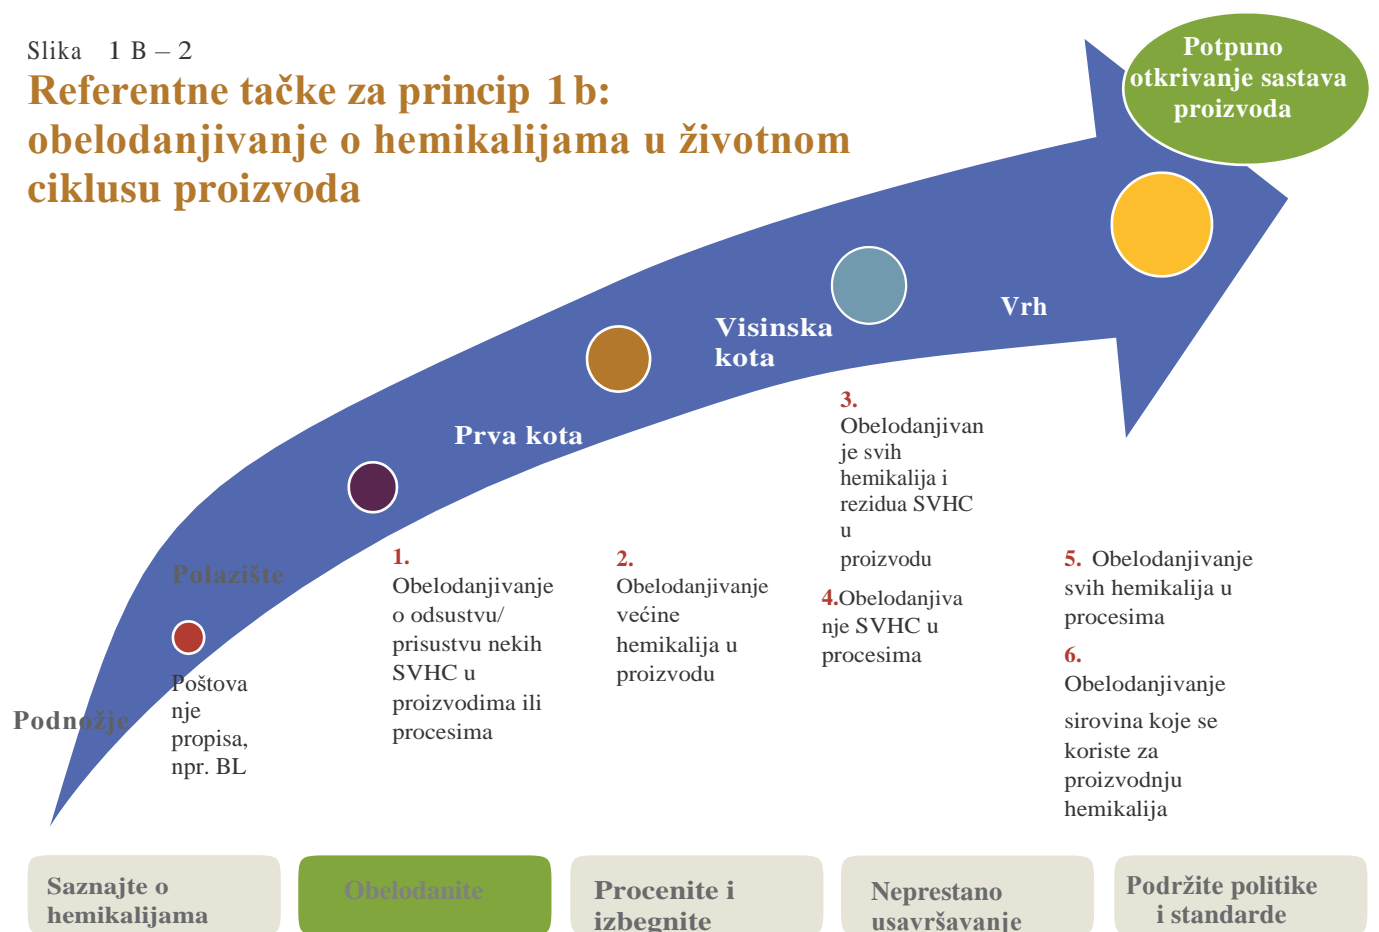 Slika 1 B – 2
Referentne tačke za princip 1 b:
obelodanjivanje o hemikalijama u životnom
ciklusu proizvoda
Potpuno
otkrivanje sastava
proizvoda
Vrh
Visinska
kota
Prva kota
Polazište
Podnožje
Poštova
nje
propisa,
npr. BL
1.
Obelodanjivanje
o odsustvu/
prisustvu nekih
SVHC u
proizvodima ili
procesima
2.
Obelodanjivanje
većine
hemikalija u
proizvodu
3.
Obelodanjivan
je svih
hemikalija i
rezidua SVHC
u
proizvodu
4.Obelodanjiva
nje SVHC u
procesima
5. Obelodanjivanje
svih hemikalija u
procesima
6.
Obelodanjivanje
sirovina koje se
koriste za
proizvodnju
hemikalija
Saznajte o
hemikalijama
Obelodanite
Procenite i
izbegnite
Neprestano
usavršavanje
Podržite politike
i standarde